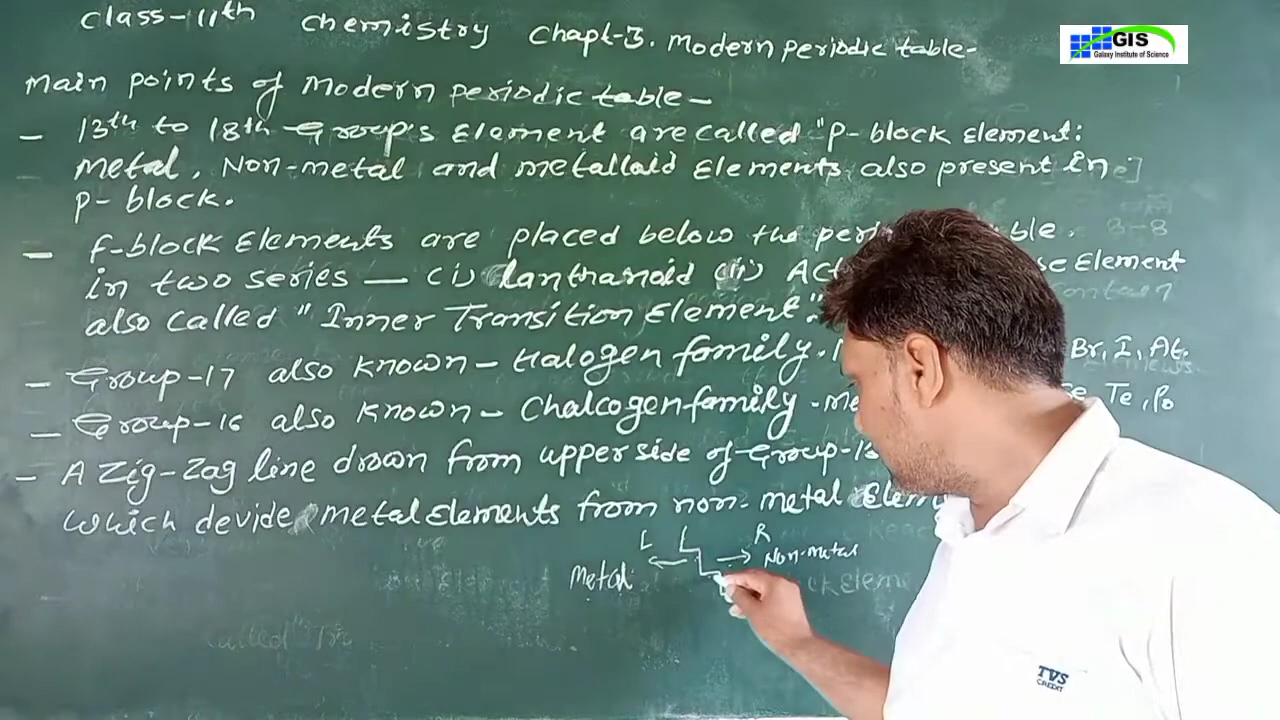 Class-11th Chemistry Chapt-3. Modern periodic table-
GIS
Galaxy Institute of Science
Main points of Modern periodic table-
- 13th to 18th Group's Element are called "P-block Element:
Metal, Non-metal and metalloid Elements also present in
P-block.
- f-block Elements are placed below the
in two series — (i) Lanthanoid (ii) Element
also called "Inner Transition Element".
- Group-17 also known - Halogen family. Br, I, At.
- Group-16 also known - Chalcogen family - Te, Po
- A Zig-Zag line drown from upper side of Group-13
which devide metal Elements from non-metal
L R
Metal Non-metal
TVS
CREDIT